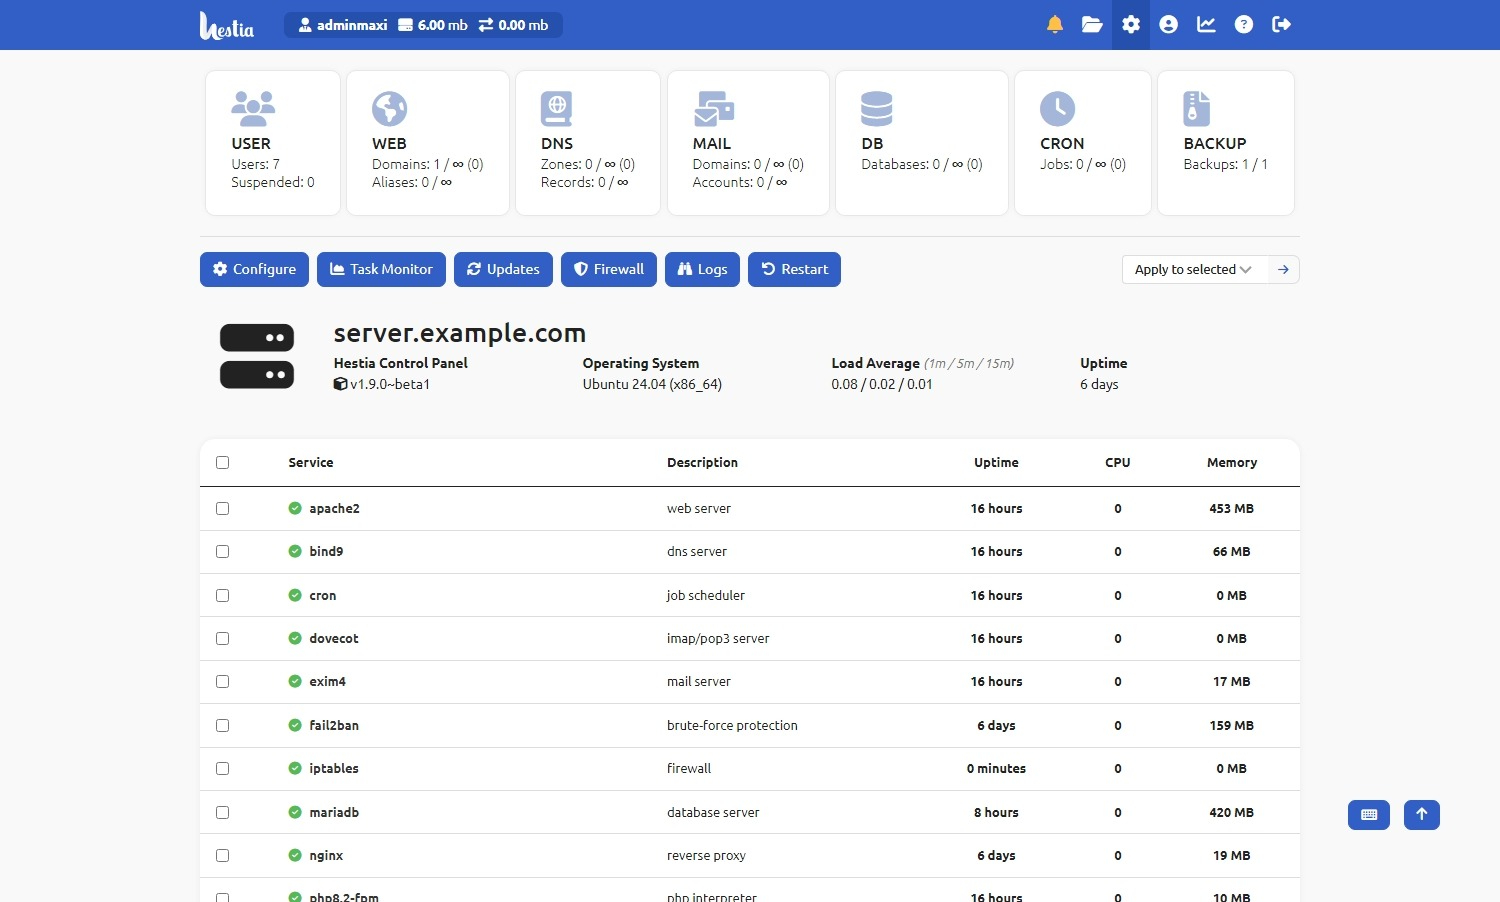 Hestia
adminmaxi 6.00 mb 0.00 mb
USER
Users: 7
Suspended: 0
WEB
Domains: 1 / ∞ (0)
Aliases: 0 / ∞
DNS
Zones: 0 / ∞ (0)
Records: 0 / ∞
MAIL
Domains: 0 / ∞ (0)
Accounts: 0 / ∞
DB
Databases: 0 / ∞ (0)
CRON
Jobs: 0 / ∞ (0)
BACKUP
Backups: 1 / 1
Configure Task Monitor Updates Firewall Logs Restart Apply to selected
server.example.com
Hestia Control Panel Operating System Load Average (1m / 5m / 15m) Uptime
v1.9.0~beta1 Ubuntu 24.04 (x86_64) 0.08 / 0.02 / 0.01 6 days
Service Description Uptime CPU Memory
apache2 web server 16 hours 0 453 MB
bind9 dns server 16 hours 0 66 MB
cron job scheduler 16 hours 0 0 MB
dovecot imap/pop3 server 16 hours 0 0 MB
exim4 mail server 16 hours 0 17 MB
fail2ban brute-force protection 6 days 0 159 MB
iptables firewall 0 minutes 0 0 MB
mariadb database server 8 hours 0 420 MB
nginx reverse proxy 6 days 0 19 MB
php8.2-fpm php interpreter 16 hours 0 10 MB